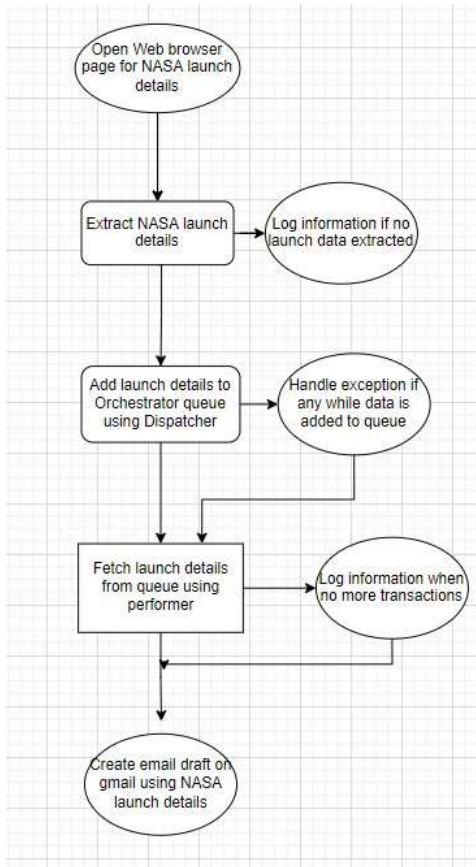 Open Web browser
page for NASA launch
details
Extract NASA launch
details
Log information if no
launch data extracted
Add launch details to
Orchestrator queue
using Dispatcher
Handle exception if
any while data is
added to queue
Fetch launch details
from queue using
performer
Log information when
no more transactions
Create email draft on
gmail using NASA
launch details